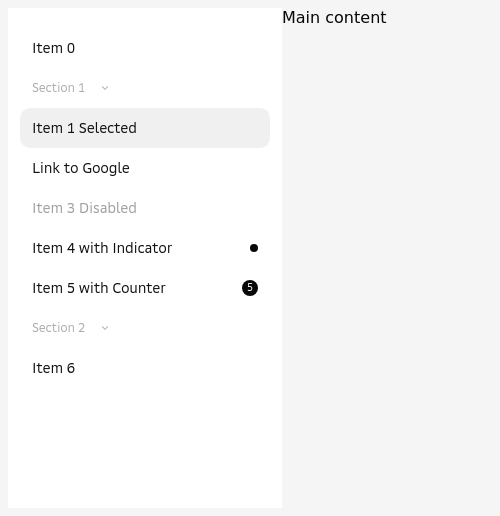 Item 0
Section 1
Item 1 Selected
Link to Google
Item 3 Disabled
Item 4 with Indicator
Item 5 with Counter 5
Section 2
Item 6
Main content